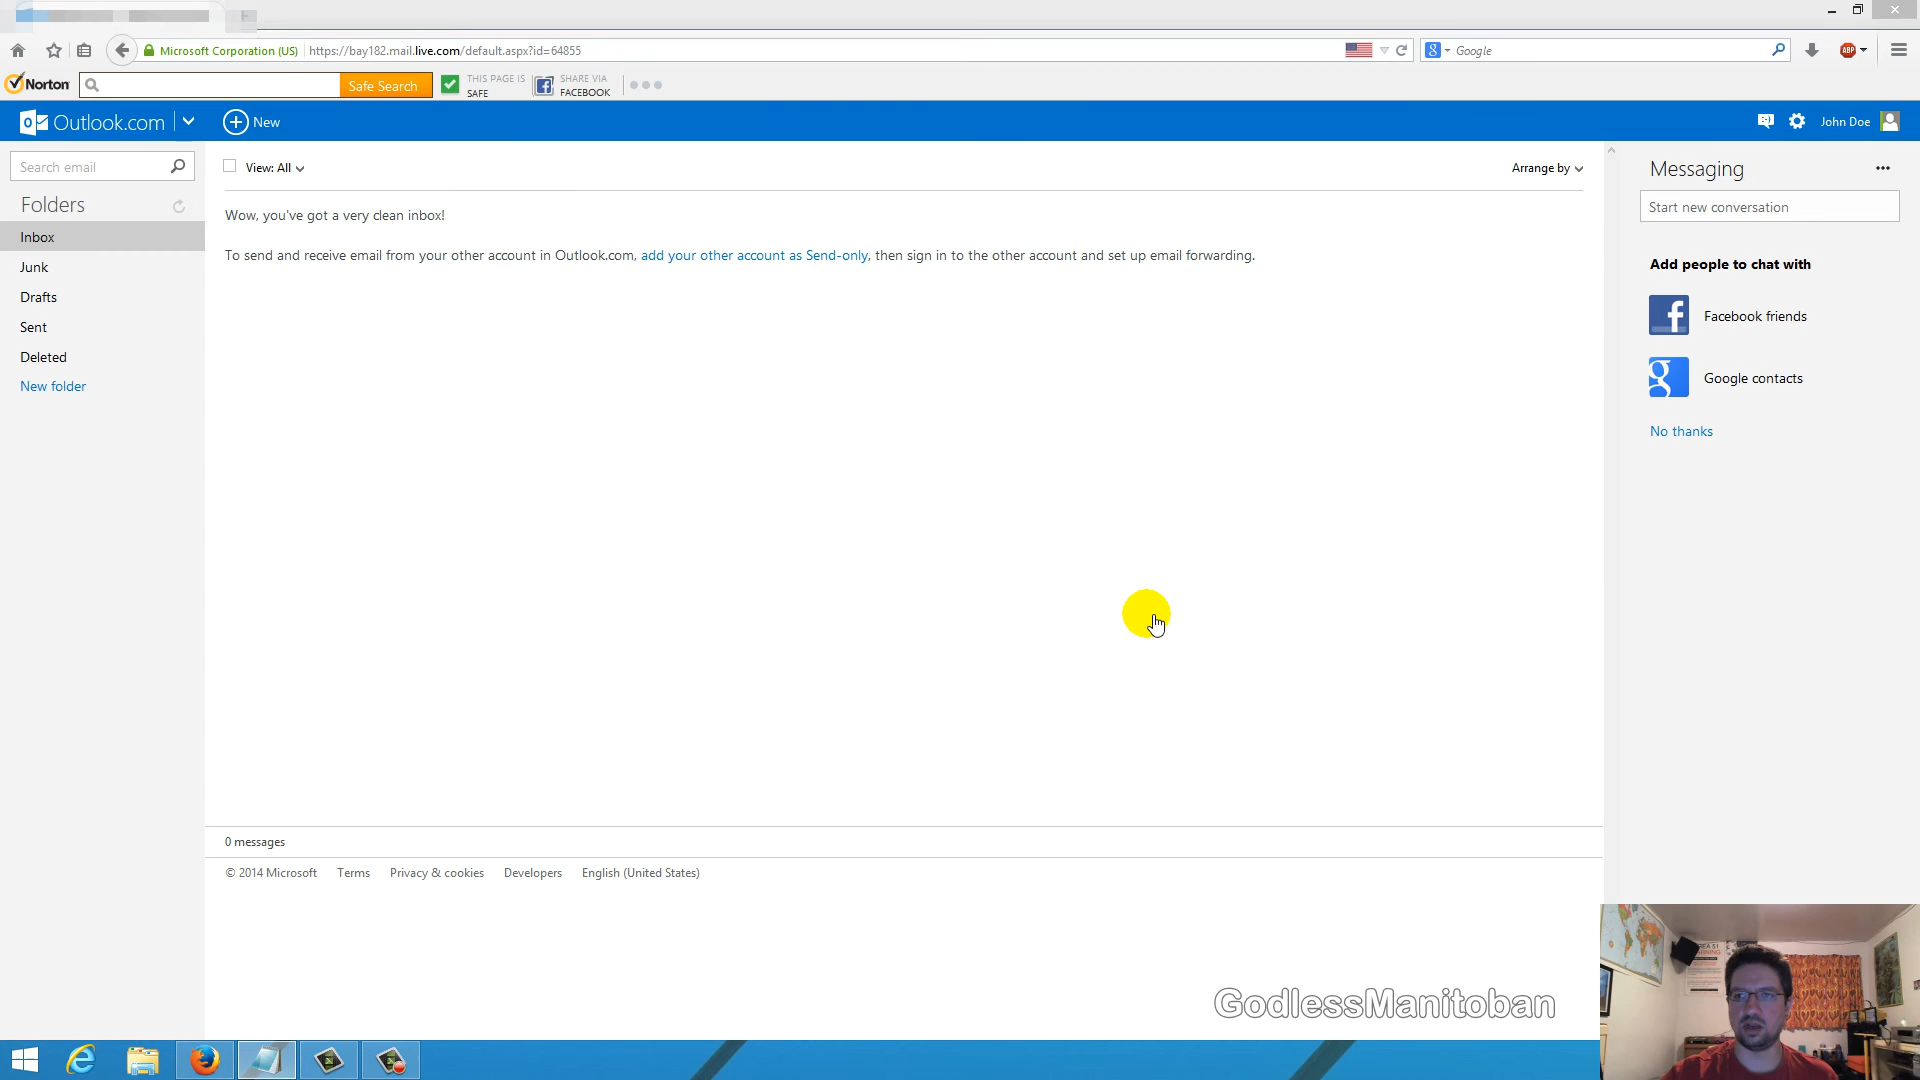 Microsoft Corporation (US) https://bay182.mail.live.com/default.aspx?id=64855 Google ABP
Norton Safe Search THIS PAGE IS SAFE SHARE VIA FACEBOOK
Outlook.com New John Doe
Search email View: All Arrange by Messaging
Folders Start new conversation
Inbox Wow, you've got a very clean inbox!
To send and receive email from your other account in Outlook.com, add your other account as Send-only, then sign in to the other account and set up email forwarding.
Junk
Drafts
Sent
Deleted
New folder
Add people to chat with
Facebook friends
Google contacts
No thanks
0 messages
© 2014 Microsoft Terms Privacy & cookies Developers English (United States)
GodlessManitoban